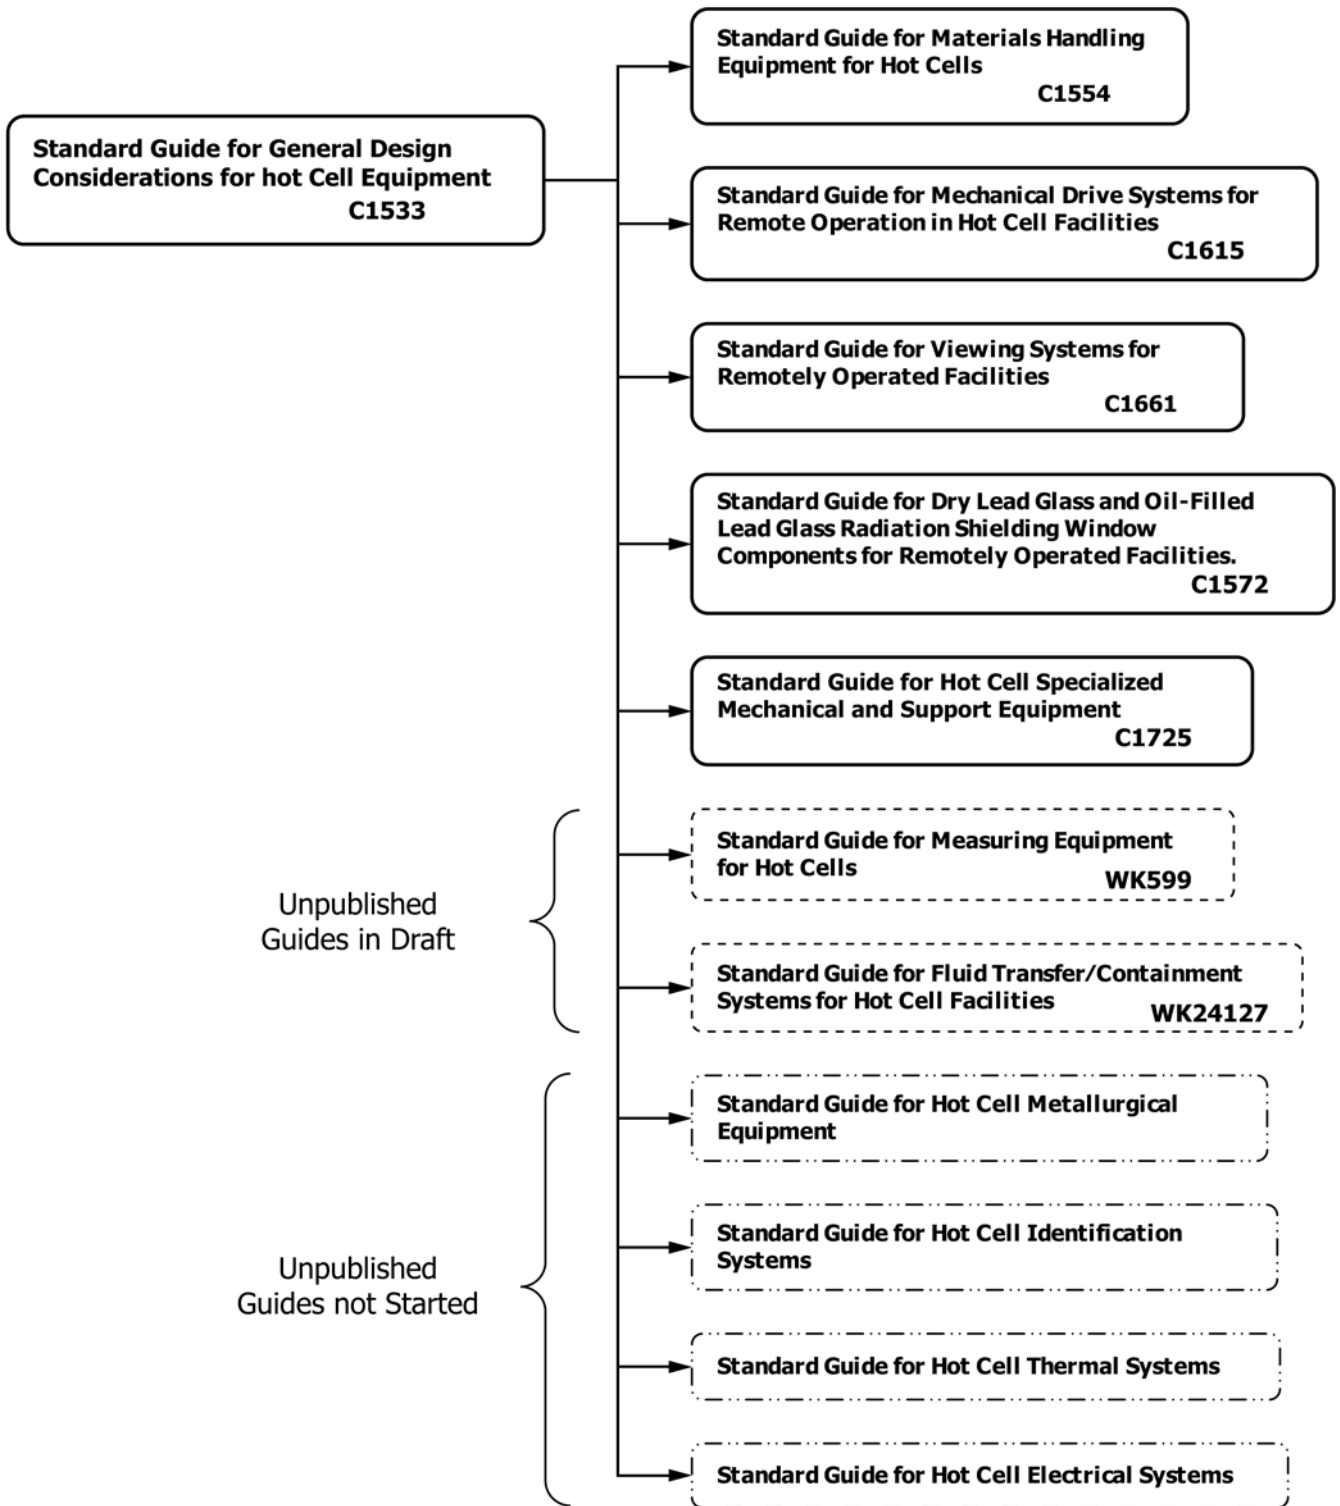 Standard Guide for General Design
Considerations for hot Cell Equipment
C1533
Standard Guide for Materials Handling
Equipment for Hot Cells
C1554
Standard Guide for Mechanical Drive Systems for
Remote Operation in Hot Cell Facilities
C1615
Standard Guide for Viewing Systems for
Remotely Operated Facilities
C1661
Standard Guide for Dry Lead Glass and Oil-Filled
Lead Glass Radiation Shielding Window
Components for Remotely Operated Facilities.
C1572
Standard Guide for Hot Cell Specialized
Mechanical and Support Equipment
C1725
Unpublished
Guides in Draft
Standard Guide for Measuring Equipment
for Hot Cells
WK599
Standard Guide for Fluid Transfer/Containment
Systems for Hot Cell Facilities
WK24127
Unpublished
Guides not Started
Standard Guide for Hot Cell Metallurgical
Equipment
Standard Guide for Hot Cell Identification
Systems
Standard Guide for Hot Cell Thermal Systems
Standard Guide for Hot Cell Electrical Systems